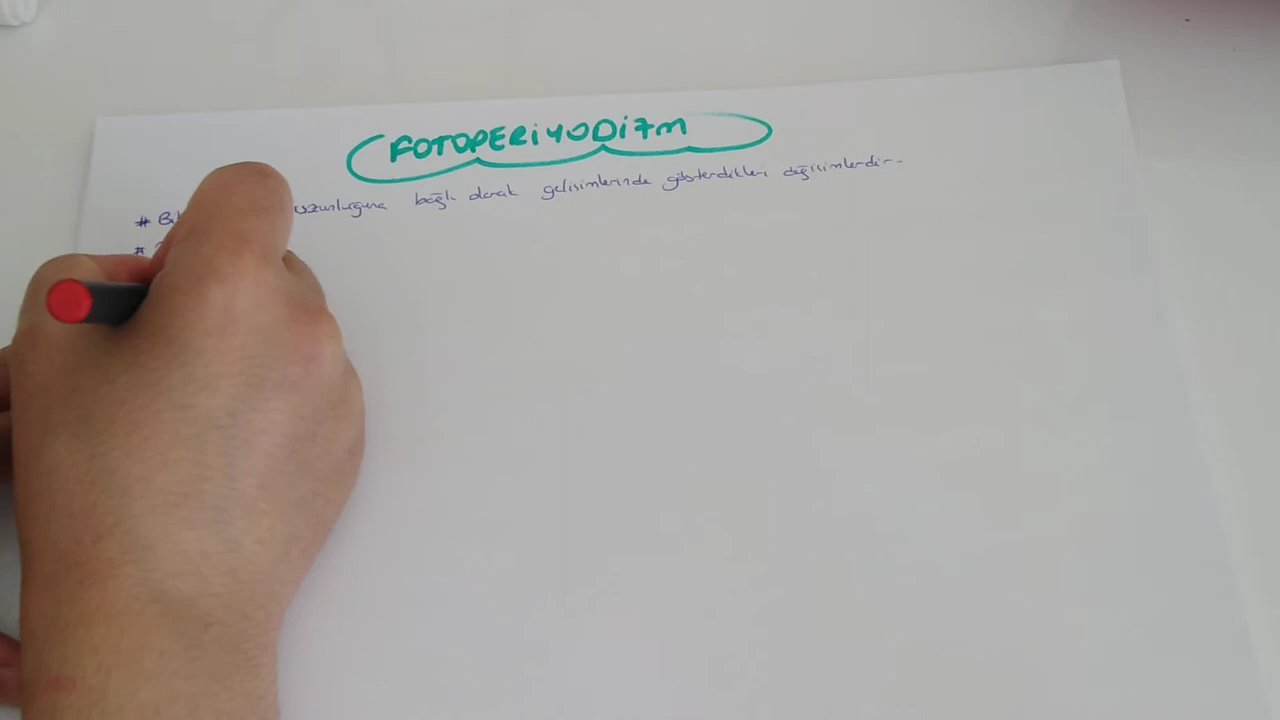 FOTOPERİYODİZM
# uzunluğuna bağlı olarak gelişimlerinde gösterdikleri değişimlerdir.
#